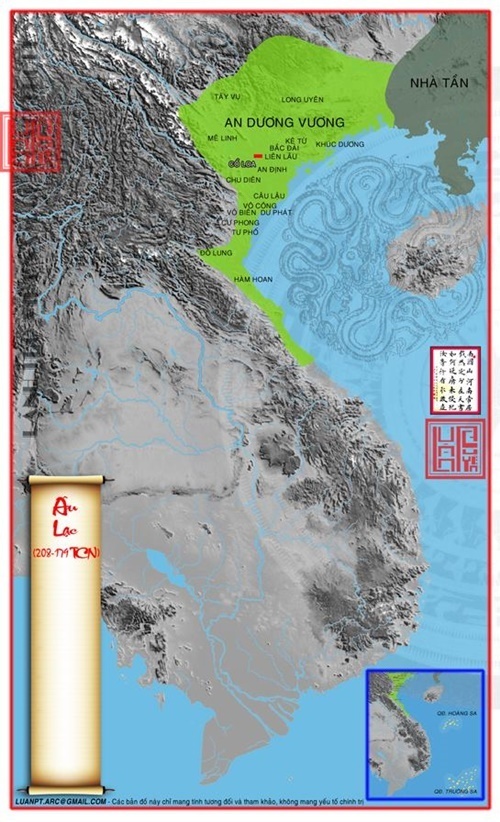 NHÀ TẦN
TÂY VU
LONG UYÊN
AN DƯƠNG VƯƠNG
MÊ LINH
KÊ TỪ
KHÚC DƯƠNG
BẮC ĐÁI
LIÊN LÂU
CỔ LOA
AN ĐỊNH
CHU DIÊN
CÂU LẬU
VÔ CÔNG
VÔ BIÊN DƯ PHÁT
CƯ PHONG
TƯ PHỐ
ĐÔ LUNG
HÀM HOAN
Âu
Lạc
(208-179 TCN)
QĐ. HOÀNG SA
QĐ. TRƯỜNG SA
LUANPT.ARC@GMAIL.COM - Các bản đồ này chỉ mang tính tương đối và tham khảo, không mang yếu tố chính trị